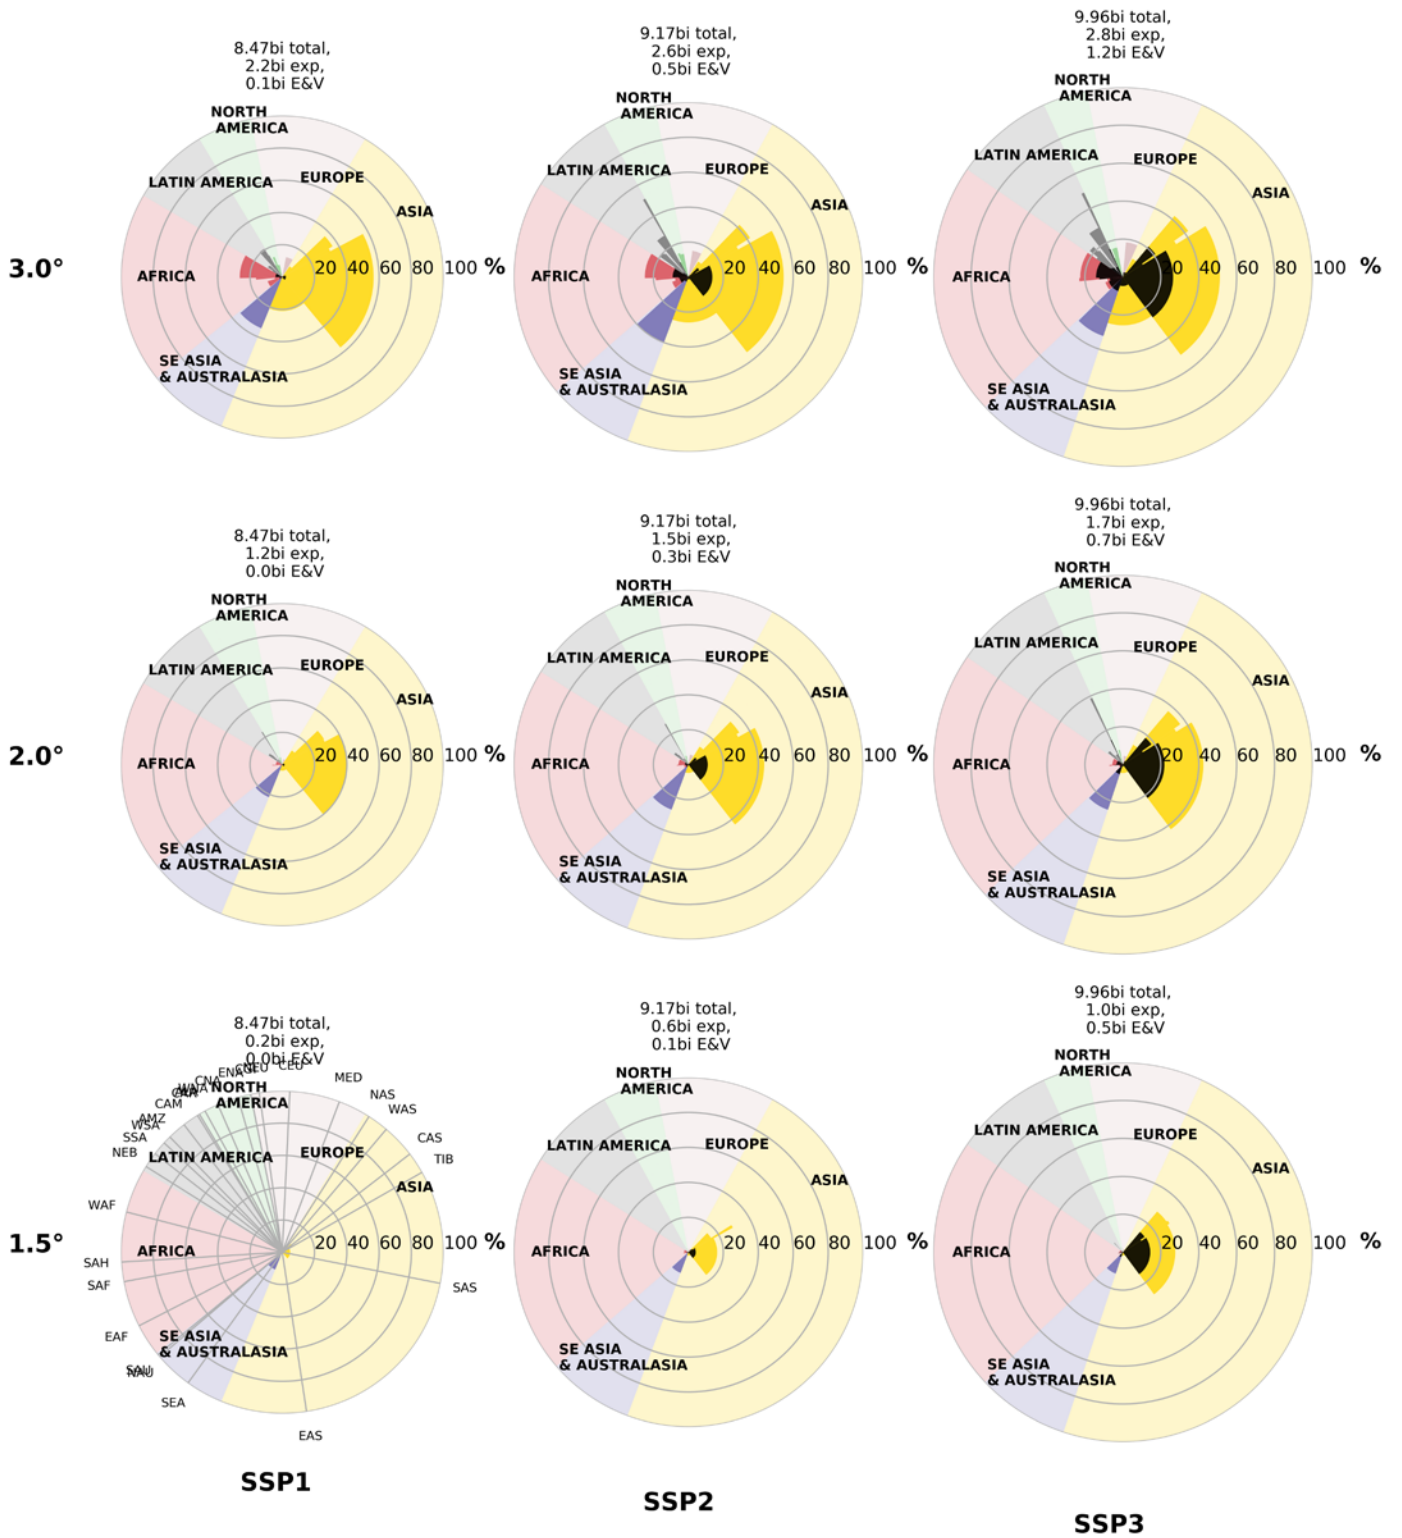 8.47bi total,
2.2bi exp,
0.1bi E&V
NORTH
AMERICA
LATIN AMERICA
EUROPE
ASIA
AFRICA
SE ASIA
& AUSTRALASIA
20 40 60 80 100 %
9.17bi total,
2.6bi exp,
0.5bi E&V
NORTH
AMERICA
LATIN AMERICA
EUROPE
ASIA
AFRICA
SE ASIA
& AUSTRALASIA
20 40 60 80 100 %
9.96bi total,
2.8bi exp,
1.2bi E&V
NORTH
AMERICA
LATIN AMERICA
EUROPE
ASIA
AFRICA
SE ASIA
& AUSTRALASIA
20 40 60 80 100 %
3.0°
8.47bi total,
1.2bi exp,
0.0bi E&V
NORTH
AMERICA
LATIN AMERICA
EUROPE
ASIA
AFRICA
SE ASIA
& AUSTRALASIA
20 40 60 80 100 %
9.17bi total,
1.5bi exp,
0.3bi E&V
NORTH
AMERICA
LATIN AMERICA
EUROPE
ASIA
AFRICA
SE ASIA
& AUSTRALASIA
20 40 60 80 100 %
9.96bi total,
1.7bi exp,
0.7bi E&V
NORTH
AMERICA
LATIN AMERICA
EUROPE
ASIA
AFRICA
SE ASIA
& AUSTRALASIA
20 40 60 80 100 %
2.0°
8.47bi total,
0.2bi exp,
0.0bi E&V
CEU
MED
NAS
WAS
CAS
TIB
SAS
EAS
SEA
EAF
SAF
SAH
WAF
NEB
SSA
WSA
AMZ
CAM
CNA
ENA
NORTH
AMERICA
LATIN AMERICA
EUROPE
ASIA
AFRICA
SE ASIA
& AUSTRALASIA
20 40 60 80 100 %
9.17bi total,
0.6bi exp,
0.1bi E&V
NORTH
AMERICA
LATIN AMERICA
EUROPE
ASIA
AFRICA
SE ASIA
& AUSTRALASIA
20 40 60 80 100 %
9.96bi total,
1.0bi exp,
0.5bi E&V
NORTH
AMERICA
LATIN AMERICA
EUROPE
ASIA
AFRICA
SE ASIA
& AUSTRALASIA
20 40 60 80 100 %
1.5°
SSP1
SSP2
SSP3